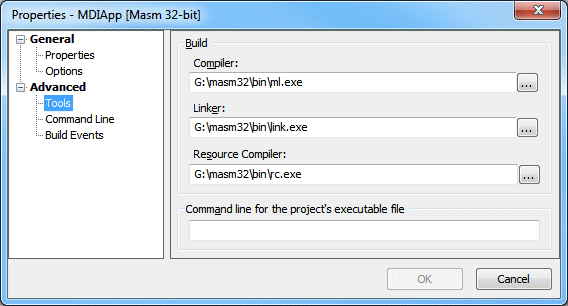 Properties - MDIApp [Masm 32-bit]
General
Properties
Options
Advanced
Tools
Command Line
Build Events
Build
Compiler:
G:\masm32\bin\ml.exe
...
Linker:
G:\masm32\bin\link.exe
...
Resource Compiler:
G:\masm32\bin\rc.exe
...
Command line for the project's executable file
OK
Cancel